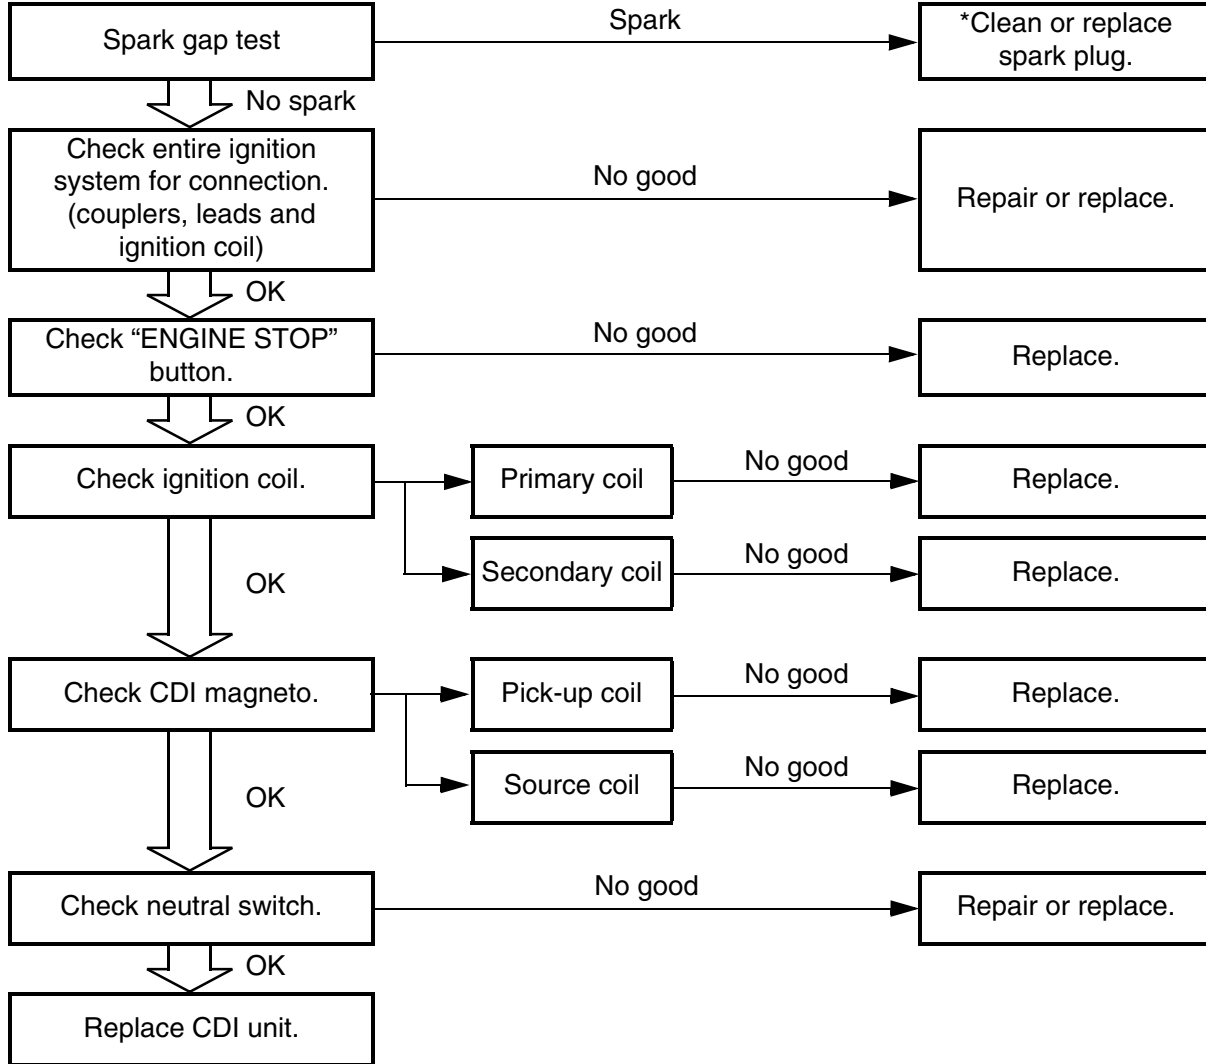 Spark gap test
Spark
*Clean or replace
spark plug.
No spark
Check entire ignition
system for connection.
(couplers, leads and
ignition coil)
No good
Repair or replace.
OK
Check “ENGINE STOP”
button.
No good
Replace.
OK
Check ignition coil.
Primary coil
No good
Replace.
Secondary coil
No good
Replace.
OK
Check CDI magneto.
Pick-up coil
No good
Replace.
Source coil
No good
Replace.
OK
Check neutral switch.
No good
Repair or replace.
OK
Replace CDI unit.